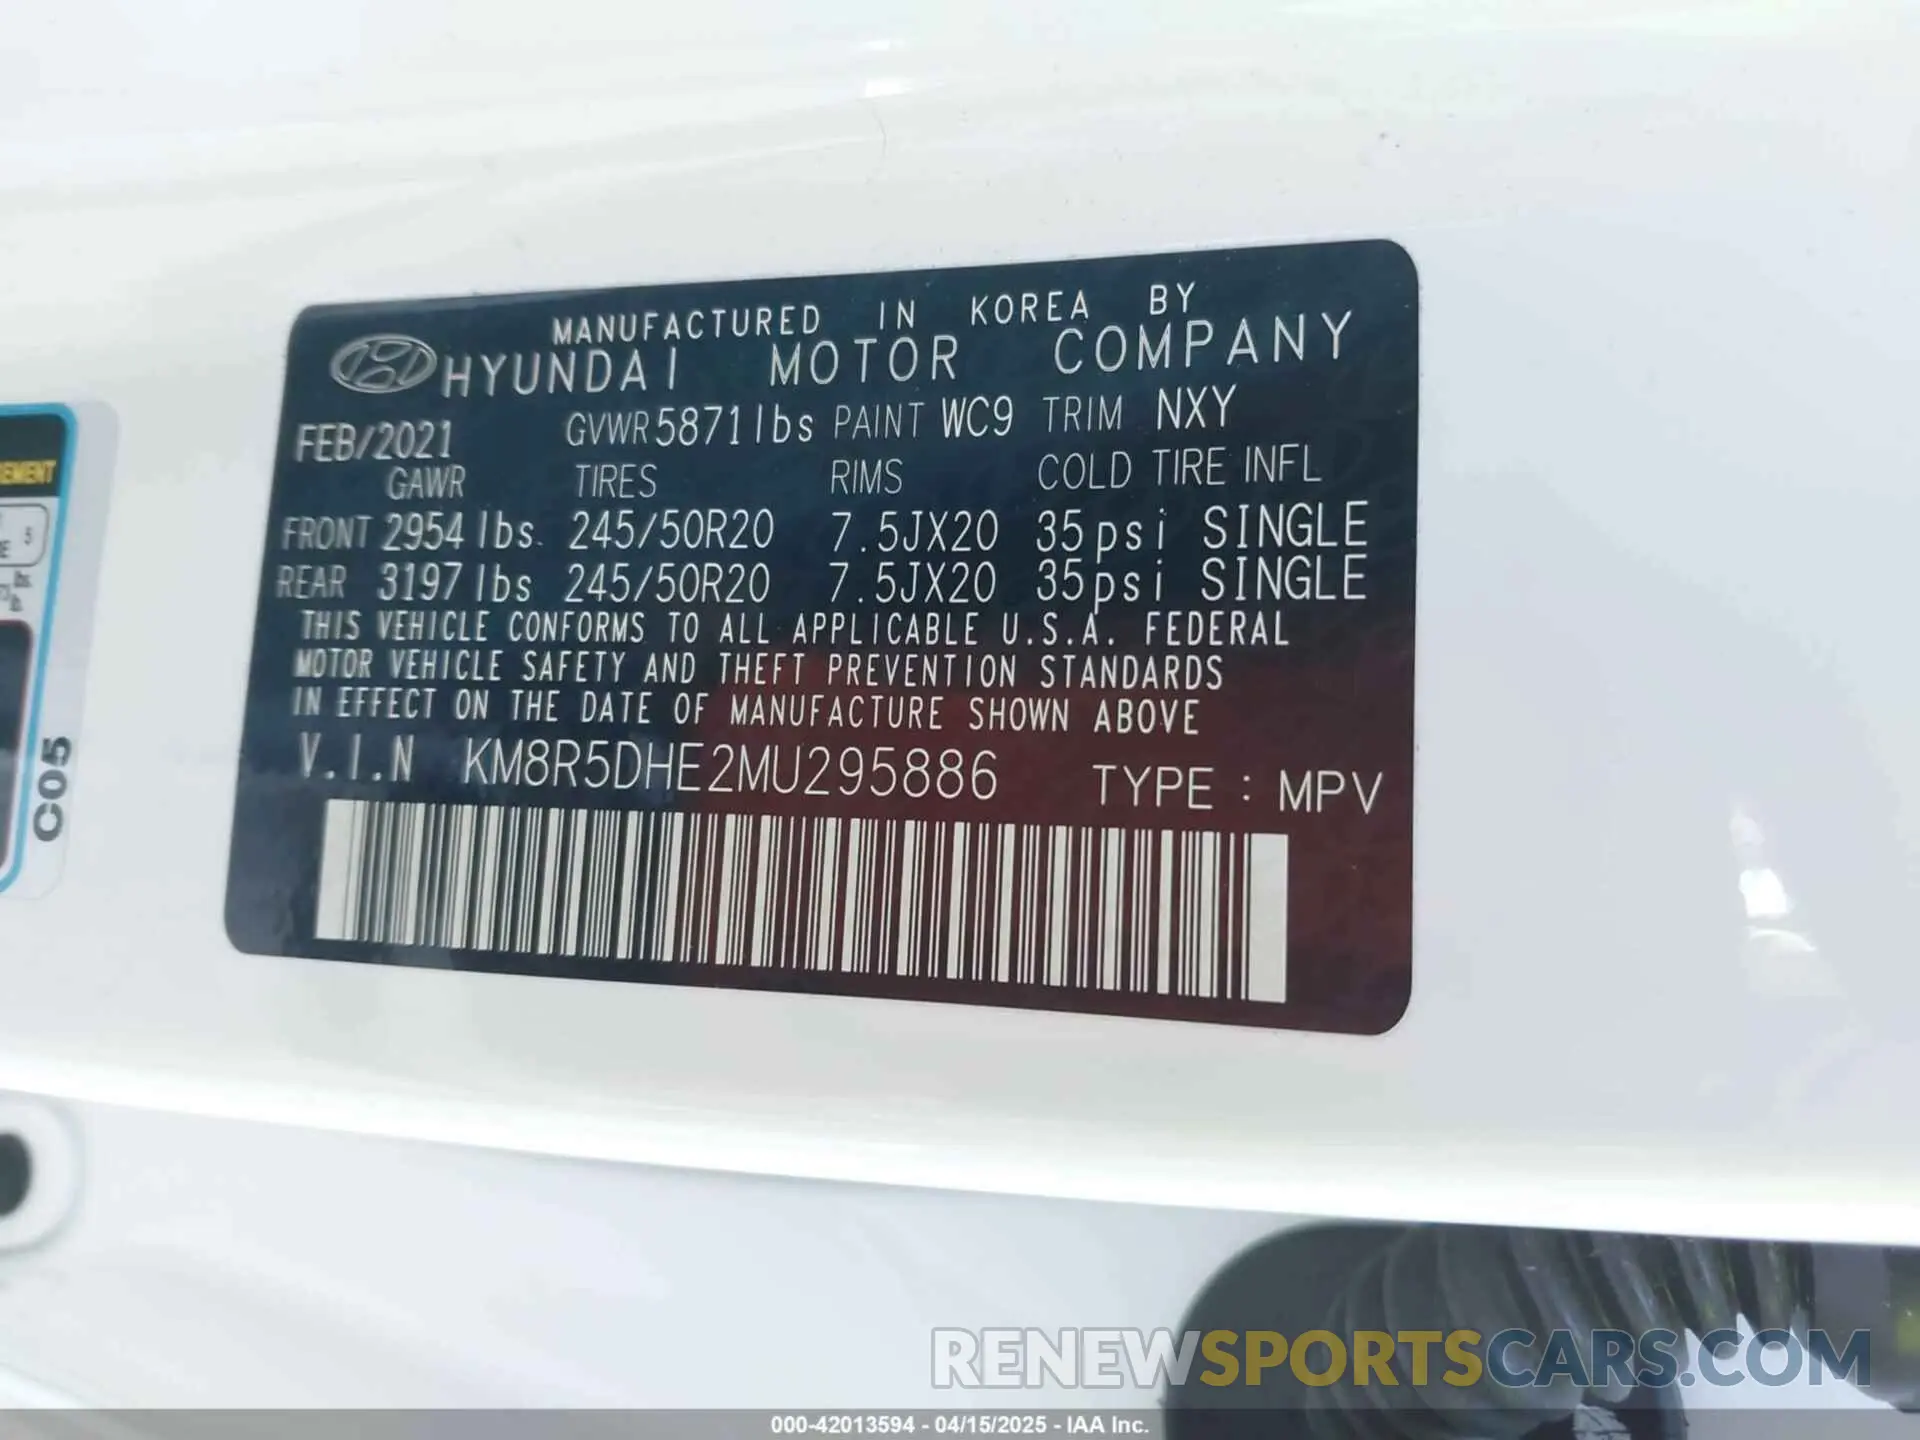 MANUFACTURED IN KOREA BY
HYUNDAI MOTOR COMPANY
FEB/2021 GVWR 5871lbs PAINT WC9 TRIM NXY
GAWR TIRES RIMS COLD TIRE INFL
FRONT 2954 lbs. 245/50R20 7.5JX20 35psi SINGLE
REAR 3197 lbs 245/50R20 7.5JX20 35psi SINGLE
THIS VEHICLE CONFORMS TO ALL APPLICABLE U.S.A. FEDERAL
MOTOR VEHICLE SAFETY AND THEFT PREVENTION STANDARDS
IN EFFECT ON THE DATE OF MANUFACTURE SHOWN ABOVE
V.I.N KM8R5DHE2MU295886 TYPE : MPV
5
lbs.
C05
RENEWSPORTSCARS.COM
000-42013594 - 04/15/2025 - IAA Inc.